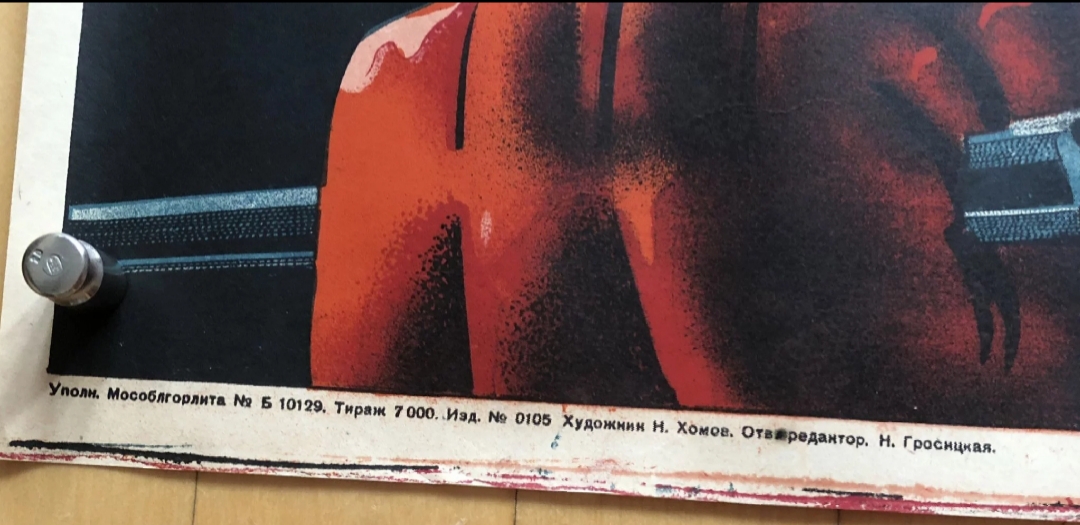 Уполн. Мособлгорлита № Б 10129. Тираж 7000. Изд. № 0105 Художник Н. Хомов. Отв. редактор. Н. Гросицкая.